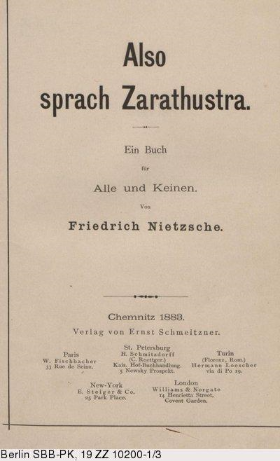 Also
sprach Zarathustra.
Ein Buch
für
Alle und Keinen.
Von
Friedrich Nietzsche.
Chemnitz 1883.
Verlag von Ernst Schmeitzner.
St. Petersburg
H. Schmitzdorff
(C. Roettger.)
Kais. Hof-Buchhandlung.
5 Newsky Prospekt.
Paris
W. Fischbacher
33 Rue de Seine.
Turin
(Florenz, Rom.)
Hermann Loescher
via di Po 19.
New-York
E. Steiger & Co.
25 Park Place.
London
Williams & Norgate
14 Henrietta Street,
Covent Garden.
Berlin SBB-PK, 19 ZZ 10200-1/3